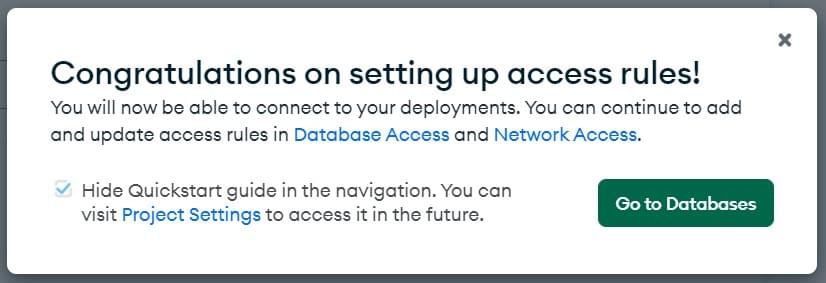 Congratulations on setting up access rules!
You will now be able to connect to your deployments. You can continue to add
and update access rules in Database Access and Network Access.
Hide Quickstart guide in the navigation. You can
visit Project Settings to access it in the future.
Go to Databases